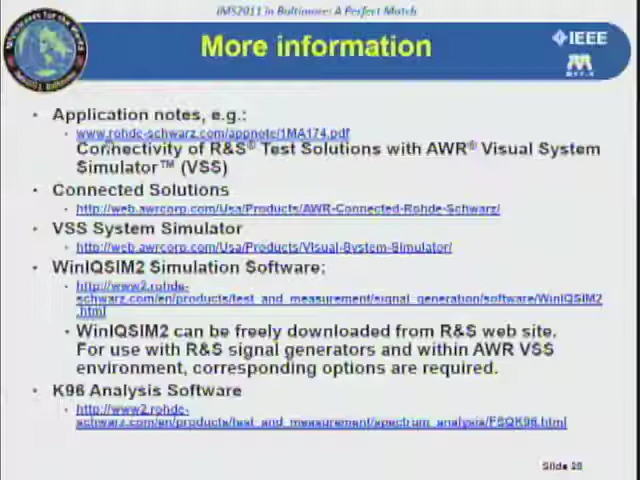 IMS2011 in Baltimore: A Perfect Match
More information
IEEE
MTT-S
• Application notes, e.g.:
• www.rohde-schwarz.com/appnote/1MA174.pdf
Connectivity of R&S® Test Solutions with AWR® Visual System
Simulator™ (VSS)
• Connected Solutions
• http://web.awrcorp.com/Usa/Products/AWR-Connected-Rohde-Schwarz/
• VSS System Simulator
• http://web.awrcorp.com/Usa/Products/Visual-System-Simulator/
• WinIQSIM2 Simulation Software:
• http://www2.rohde-
schwarz.com/en/products/test_and_measurement/signal_generation/software/WinIQSIM2
.html
• WinIQSIM2 can be freely downloaded from R&S web site.
For use with R&S signal generators and within AWR VSS
environment, corresponding options are required.
• K96 Analysis Software
• http://www2.rohde-
schwarz.com/en/products/test_and_measurement/spectrum_analysis/FSQK96.html